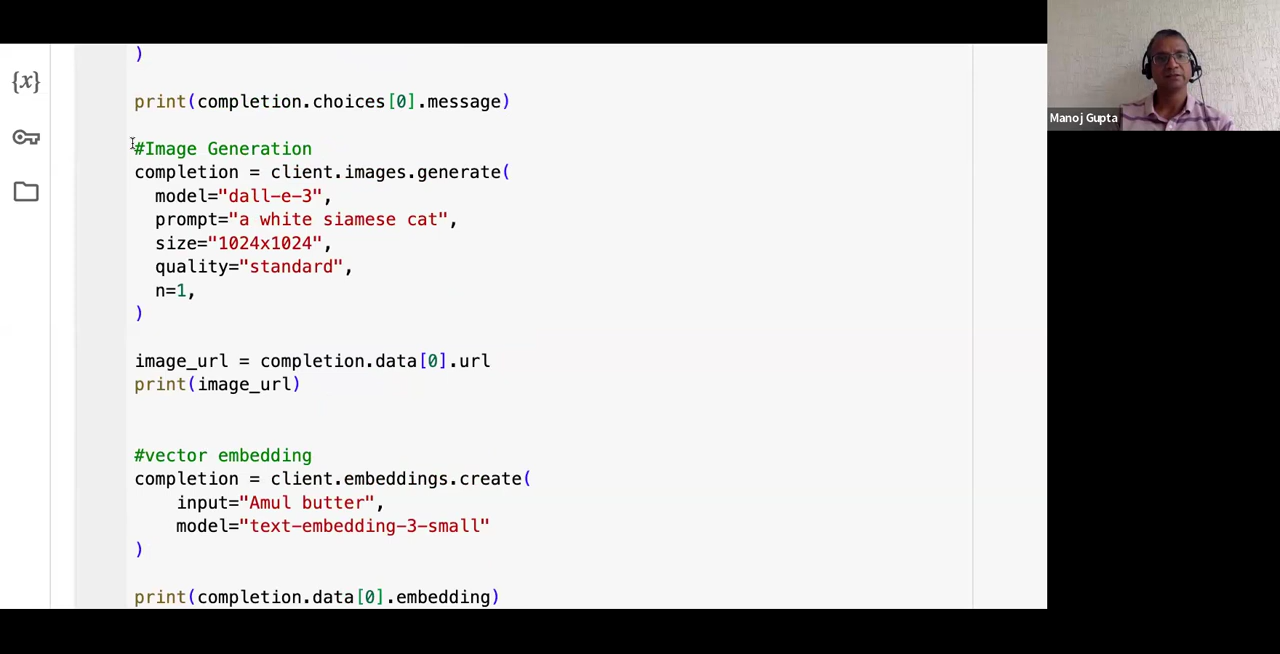 )
{x}
print(completion.choices[0].message)
Manoj Gupta
#Image Generation
completion = client.images.generate(
model="dall-e-3",
prompt="a white siamese cat",
size="1024x1024",
quality="standard",
n=1,
)
image_url = completion.data[0].url
print(image_url)
#vector embedding
completion = client.embeddings.create(
input="Amul butter",
model="text-embedding-3-small"
)
print(completion.data[0].embedding)